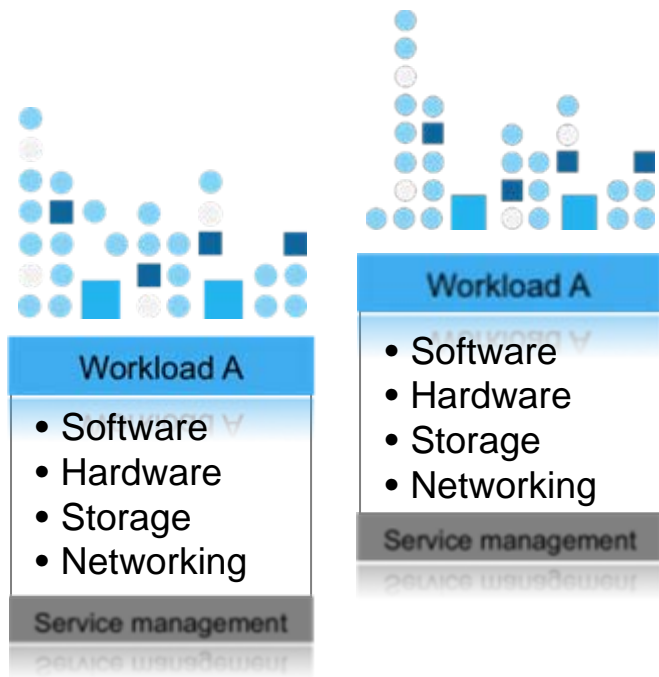 Workload A
• Software
• Hardware
• Storage
• Networking
Service management
Workload A
• Software
• Hardware
• Storage
• Networking
Service management